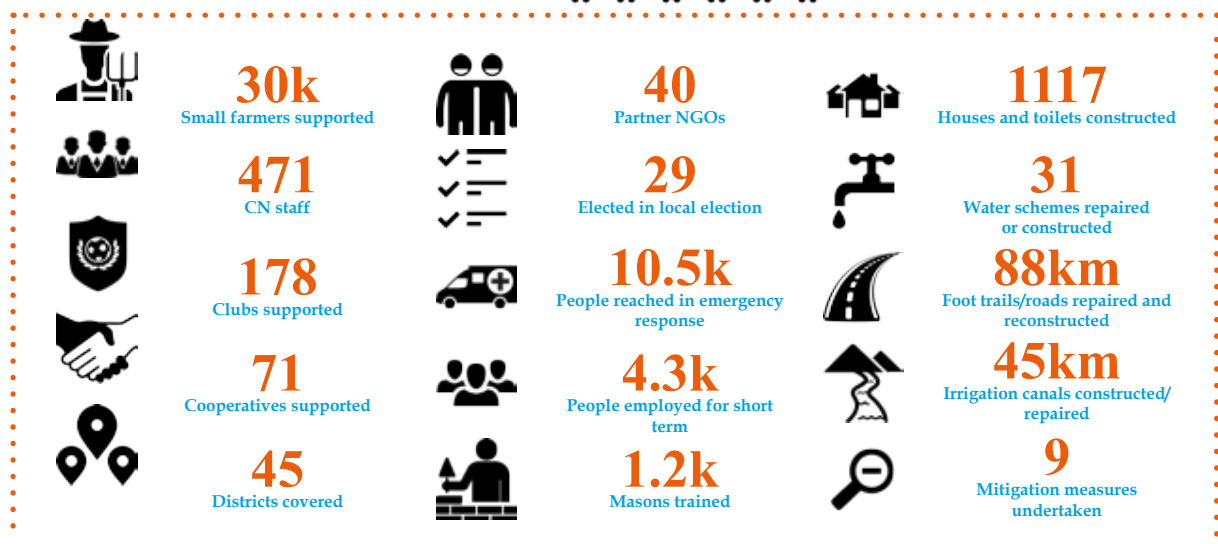 30k
Small farmers supported
471
CN staff
178
Clubs supported
71
Cooperatives supported
45
Districts covered
40
Partner NGOs
29
Elected in local election
10.5k
People reached in emergency
response
4.3k
People employed for short
term
1.2k
Masons trained
1117
Houses and toilets constructed
31
Water schemes repaired
or constructed
88km
Foot trails/roads repaired and
reconstructed
45km
Irrigation canals constructed/
repaired
9
Mitigation measures
undertaken